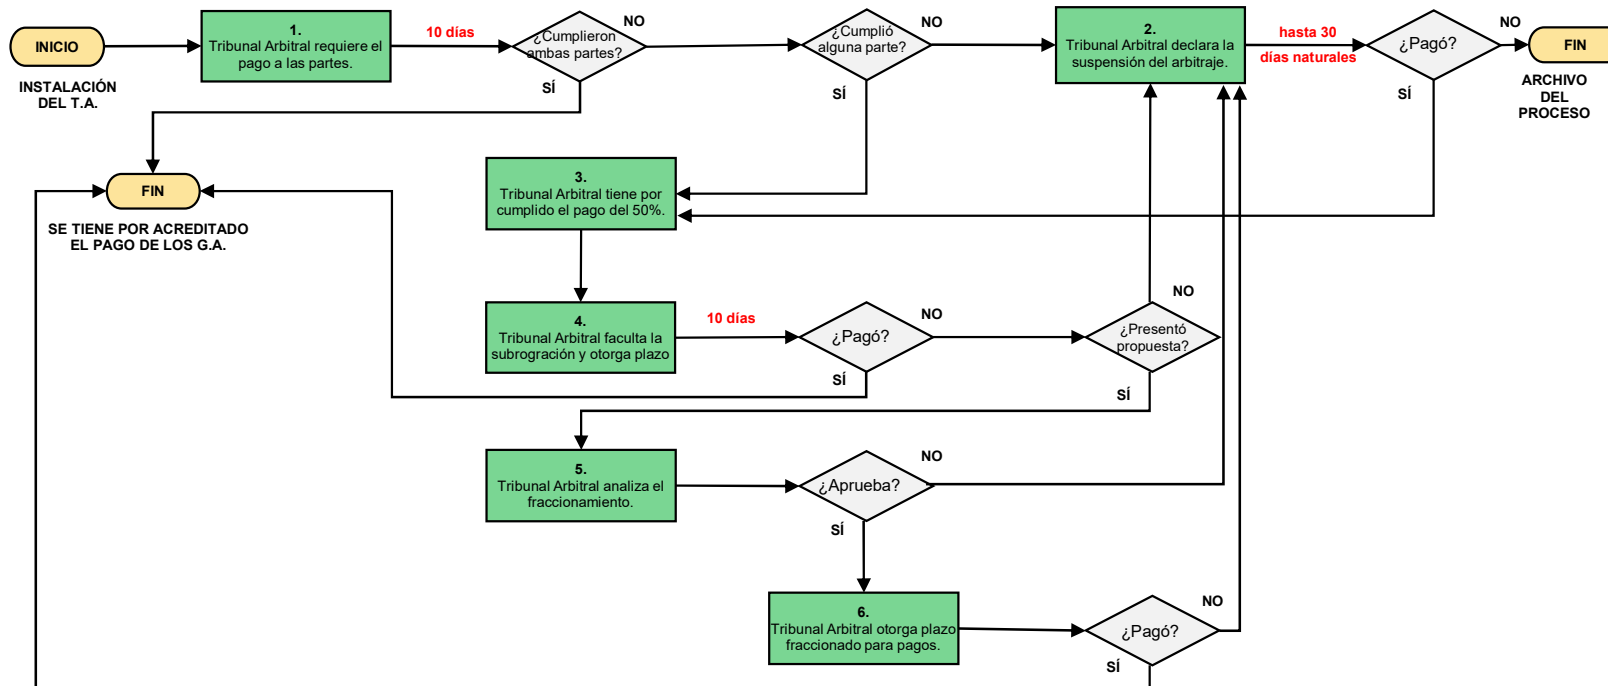 INICIO
INSTALACIÓN
DEL T.A.
1.
Tribunal Arbitral requiere el
pago a las partes.
10 días
¿Cumplieron
ambas partes?
NO
SÍ
¿Cumplió
alguna parte?
NO
SÍ
2.
Tribunal Arbitral declara la
suspensión del arbitraje.
hasta 30
días naturales
¿Pagó?
NO
SÍ
FIN
ARCHIVO
DEL
PROCESO
FIN
SE TIENE POR ACREDITADO
EL PAGO DE LOS G.A.
3.
Tribunal Arbitral tiene por
cumplido el pago del 50%.
4.
Tribunal Arbitral faculta la
subrogración y otorga plazo
10 días
¿Pagó?
NO
SÍ
¿Presentó
propuesta?
NO
SÍ
5.
Tribunal Arbitral analiza el
fraccionamiento.
¿Aprueba?
NO
SÍ
6.
Tribunal Arbitral otorga plazo
fraccionado para pagos.
¿Pagó?
NO
SÍ